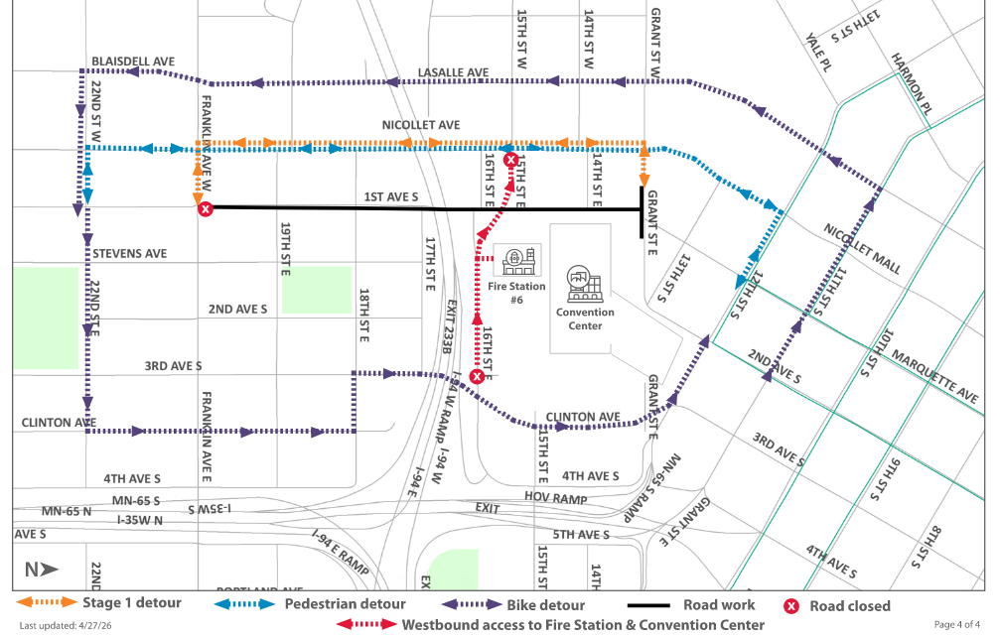 15TH ST W
14TH ST W
GRANT ST W
13TH ST S
YALE PL
HARMON PL
BLAISDELL AVE
LASALLE AVE
22ND ST W
FRANKLIN AVE W
NICOLLET AVE
16TH ST E
15TH ST E
14TH ST E
1ST AVE S
GRANT ST E
NICOLLET MALL
STEVENS AVE
19TH ST E
17TH ST E
Fire Station
#6
Convention
Center
13TH ST S
12TH ST S
11TH ST S
22ND ST E
2ND AVE S
18TH ST E
EXIT 233B
16TH ST E
10TH ST S
MARQUETTE AVE
2ND AVE S
3RD AVE S
I-94 W RAMP
I-94 W
GRANT ST E
CLINTON AVE
FRANKLIN AVE E
CLINTON AVE
15TH ST E
3RD AVE S
9TH ST S
I-94 E
4TH AVE S
4TH AVE S
MN-65 S RAMP
MN-65 S
I-35W S
HOV RAMP
MN-65 N
I-35W N
EXIT
GRANT ST E
AVE S
I-94 E RAMP
5TH AVE S
8TH ST S
4TH AVE S
N
22ND
PORTLAND AVE
EX
15TH ST
14TH
Stage 1 detour
Pedestrian detour
Bike detour
Road work
X Road closed
Last updated: 4/27/26
Westbound access to Fire Station & Convention Center
Page 4 of 4